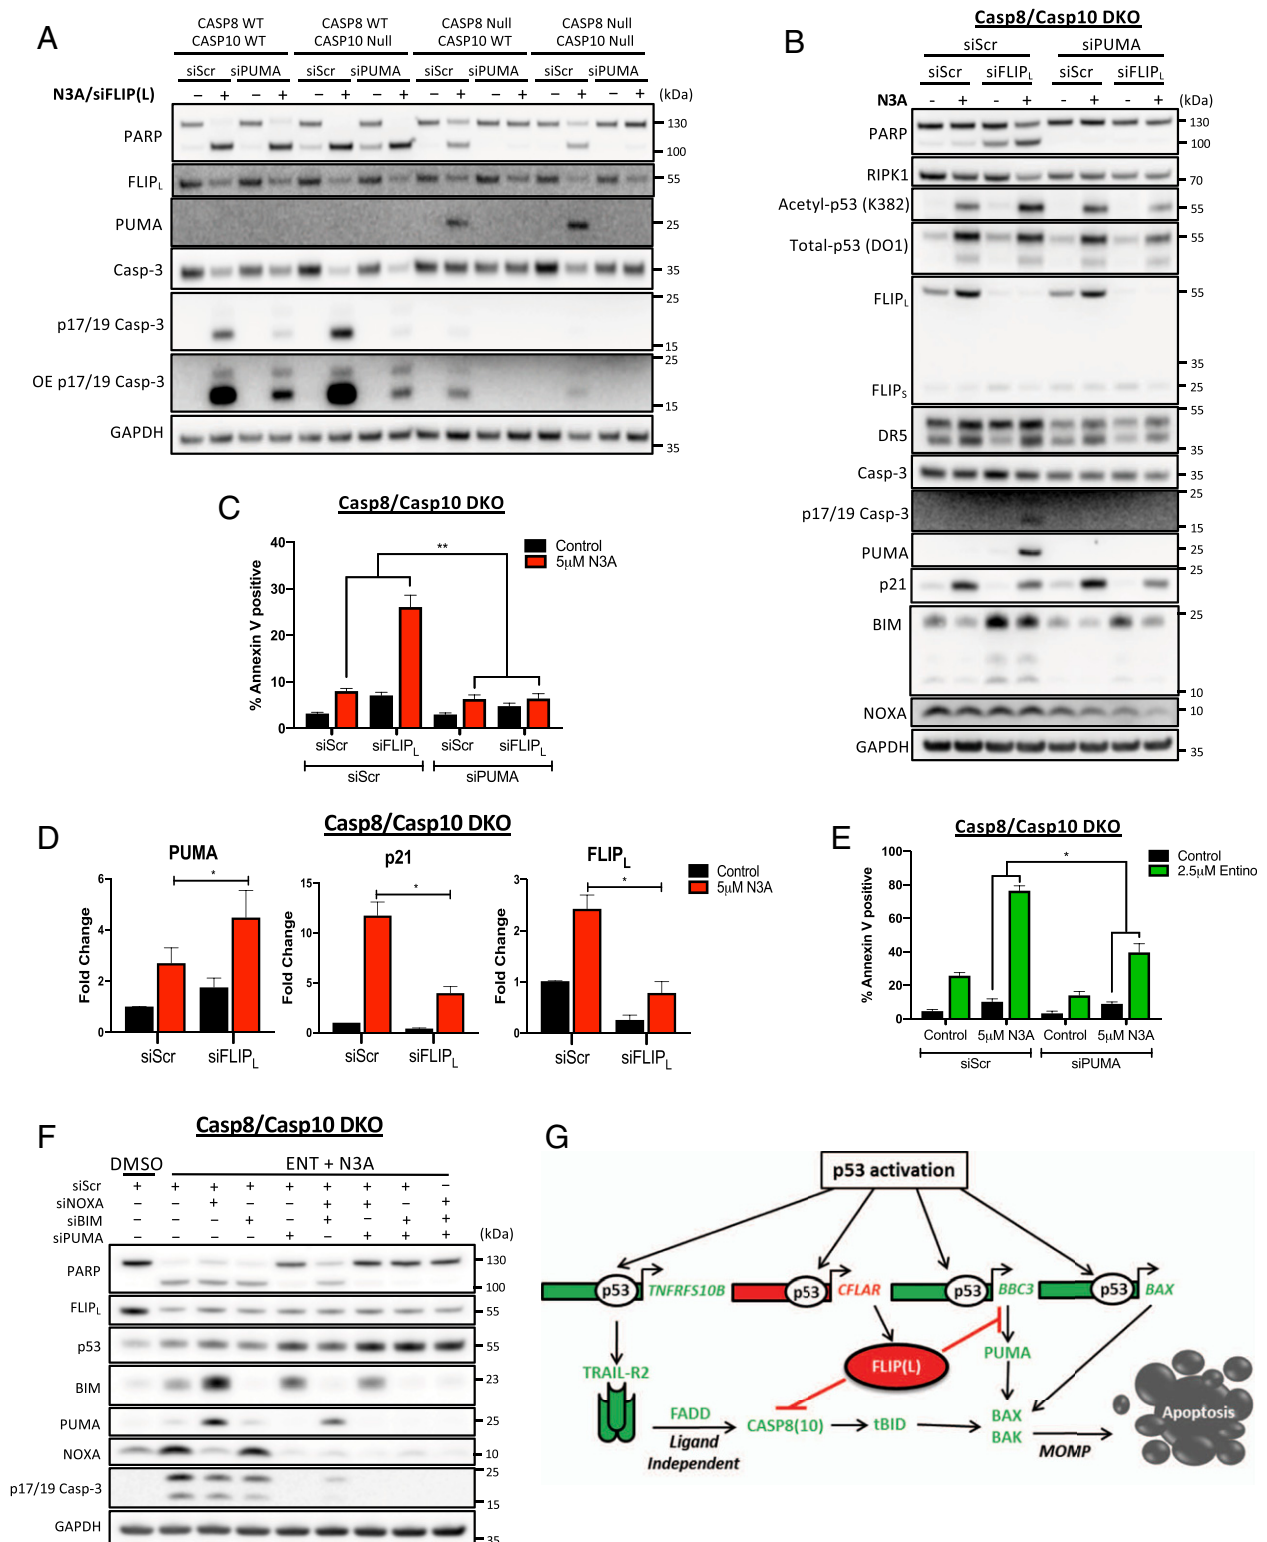 A
CASP8 WT
CASP10 WT
CASP8 WT
CASP10 Null
CASP8 Null
CASP10 WT
CASP8 Null
CASP10 Null
siScr siPUMA siScr siPUMA siScr siPUMA siScr siPUMA
N3A/siFLIP(L) – + – + – + – + – + – + – + – + (kDa)
PARP 130
100
FLIPL 55
PUMA 25
Casp-3 35
p17/19 Casp-3 25
15
OE p17/19 Casp-3 25
15
GAPDH 35
B
Casp8/Casp10 DKO
siScr siPUMA
siScr siFLIPL siScr siFLIPL
N3A - + - + - + - + (kDa)
PARP 130
100
RIPK1 70
Acetyl-p53 (K382) 55
Total-p53 (DO1) 55
FLIPL 55
35
FLIPS 25
DR5 55
35
Casp-3 35
p17/19 Casp-3 25
15
PUMA 25
p21 25
BIM 25
10
NOXA 10
GAPDH 35
C
Casp8/Casp10 DKO
% Annexin V positive
40
30
20
10
0
**
Control
5μM N3A
siScr siFLIPL siScr siFLIPL
siScr siPUMA
D
Casp8/Casp10 DKO
PUMA
Fold Change
6
4
2
0
*
siScr siFLIPL
p21
Fold Change
15
10
5
0
*
siScr siFLIPL
FLIPL
Fold Change
3
2
1
0
*
siScr siFLIPL
Control
5μM N3A
E
Casp8/Casp10 DKO
% Annexin V positive
100
80
60
40
20
0
*
Control
2.5μM Entino
Control 5μM N3A Control 5μM N3A
siScr siPUMA
F
Casp8/Casp10 DKO
DMSO ENT + N3A
siScr + + + + + + + + –
siNOXA – – + – – + + – +
siBIM – – – + – + – + +
siPUMA – – – – + – + + + (kDa)
PARP 130
100
FLIPL 55
p53 55
BIM 23
PUMA 25
NOXA 10
p17/19 Casp-3 25
15
GAPDH 35
G
p53 activation
p53 TNFRFS10B
p53 CFLAR
p53 BBC3
p53 BAX
FLIP(L)
PUMA
TRAIL-R2
FADD
Ligand
Independent
CASP8(10)
tBID
BAX
BAK
MOMP
Apoptosis